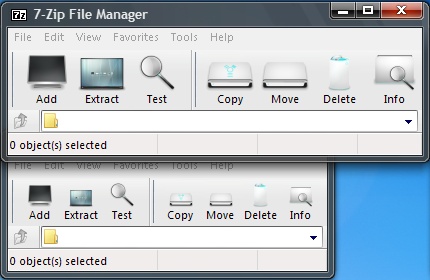 7-Zip File Manager
File Edit View Favorites Tools Help
Add Extract Test Copy Move Delete Info
0 object(s) selected
File Edit View Favorites Tools Help
Add Extract Test Copy Move Delete Info
0 object(s) selected